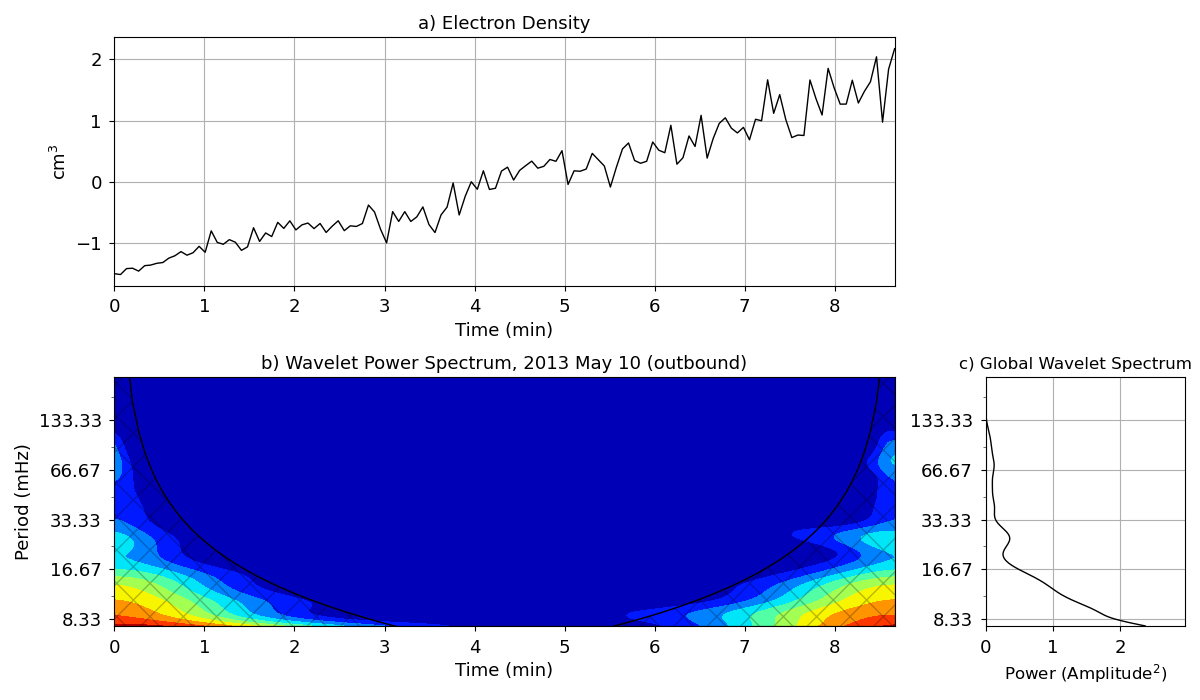 a) Electron Density
cm³
2
1
0
−1
0 1 2 3 4 5 6 7 8
Time (min)
b) Wavelet Power Spectrum, 2013 May 10 (outbound)
Period (mHz)
133.33
66.67
33.33
16.67
8.33
0 1 2 3 4 5 6 7 8
Time (min)
c) Global Wavelet Spectrum
133.33
66.67
33.33
16.67
8.33
0 1 2
Power (Amplitude²)